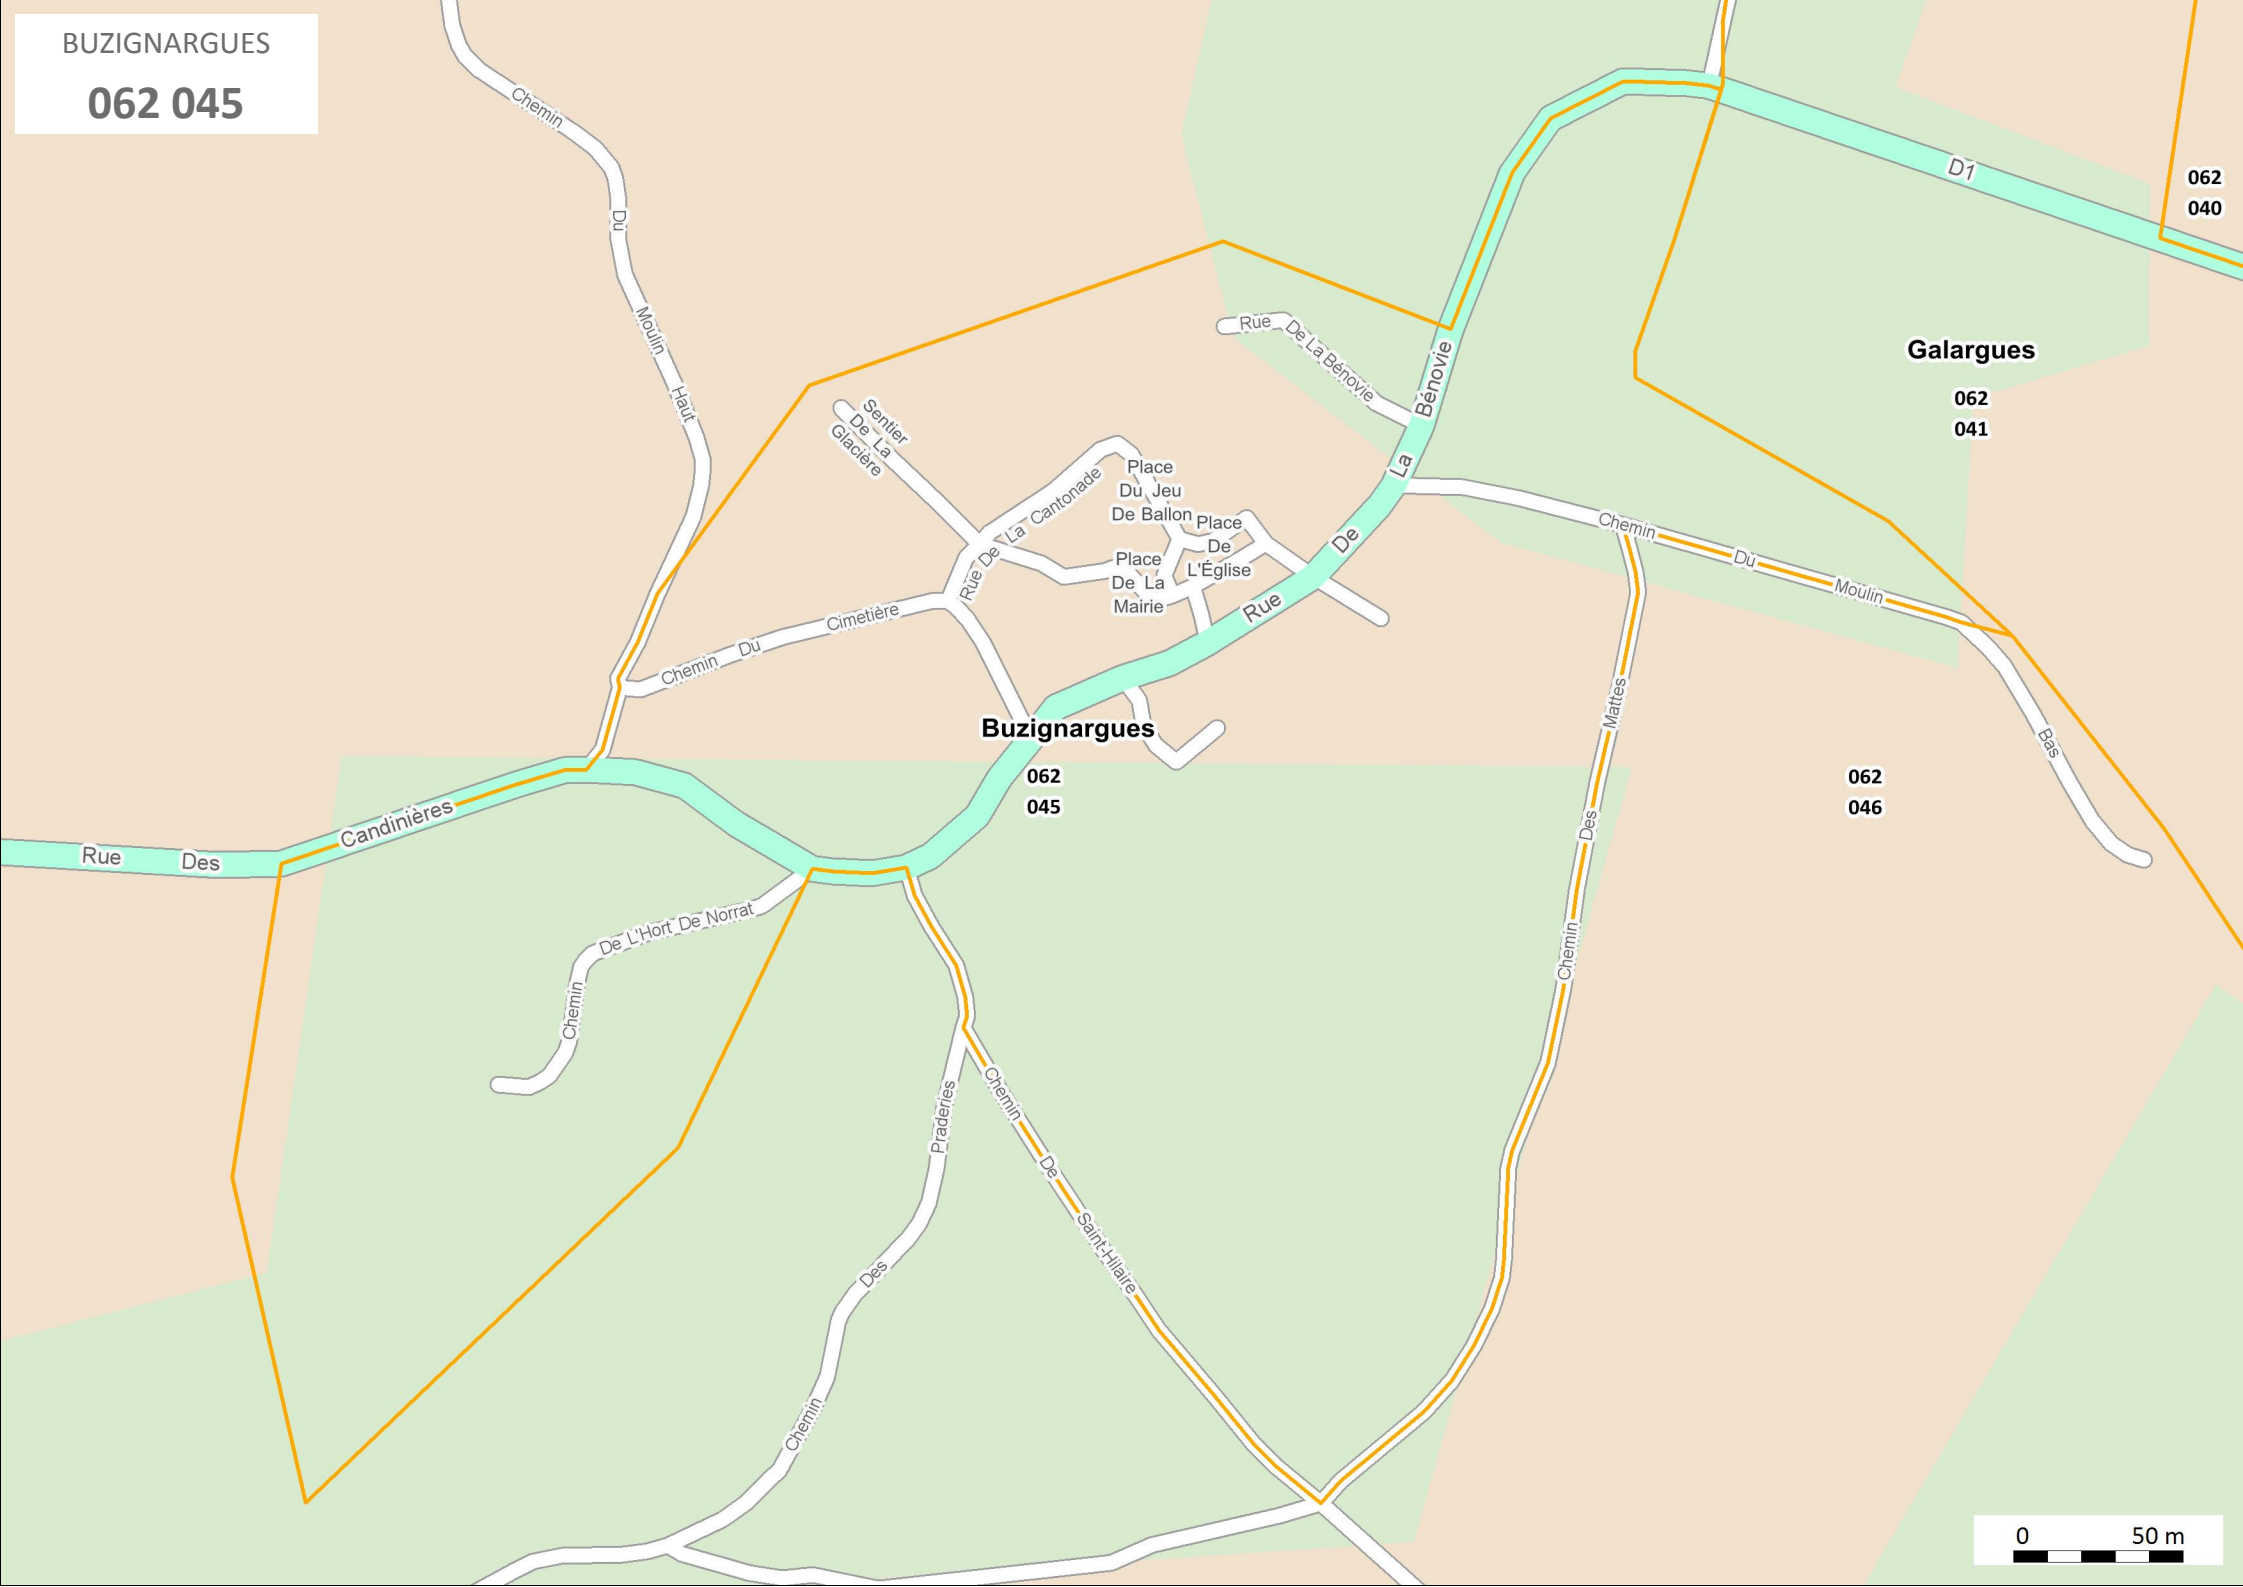 BUZIGNARGUES
062 045
Chemin Du Moulin Haut
D1
062
040
Galargues
062
041
Rue De La Bénovie
Sentier
De La
Glacière
Rue De La Cantonade
Place
Du Jeu
De Ballon
Place
De
L'Église
Place
De La
Mairie
Rue De La Bénovie
Chemin Du Moulin Bas
Chemin Du Cimetière
Chemin Des Mattes
Buzignargues
062
045
062
046
Rue Des Candinières
Chemin De L'Hort De Norrat
Chemin Des Praderies
Chemin De Saint-Hilaire
0 50 m